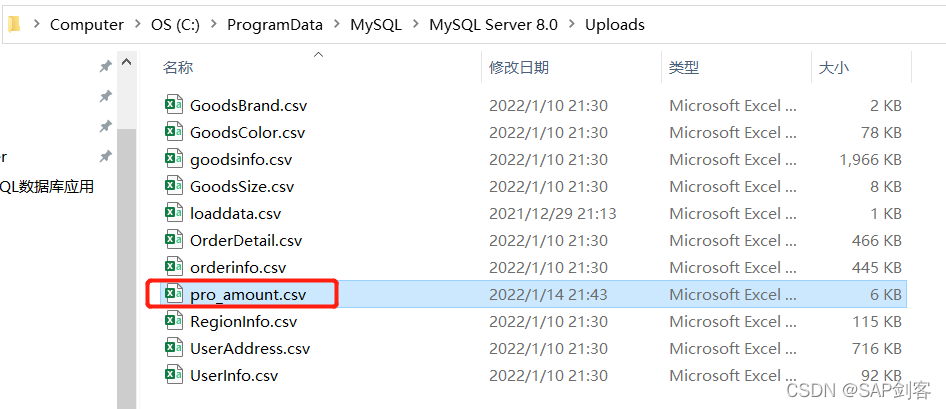 Computer > OS (C:) > ProgramData > MySQL > MySQL Server 8.0 > Uploads
名称 修改日期 类型 大小
GoodsBrand.csv 2022/1/10 21:30 Microsoft Excel ... 2 KB
GoodsColor.csv 2022/1/10 21:30 Microsoft Excel ... 78 KB
er goodsinfo.csv 2022/1/10 21:30 Microsoft Excel ... 1,966 KB
QL数据库应用 GoodsSize.csv 2022/1/10 21:30 Microsoft Excel ... 8 KB
loaddata.csv 2021/12/29 21:13 Microsoft Excel ... 1 KB
OrderDetail.csv 2022/1/10 21:30 Microsoft Excel ... 466 KB
orderinfo.csv 2022/1/10 21:30 Microsoft Excel ... 445 KB
pro_amount.csv 2022/1/14 21:43 Microsoft Excel ... 6 KB
RegionInfo.csv 2022/1/10 21:30 Microsoft Excel ... 115 KB
UserAddress.csv 2022/1/10 21:30 Microsoft Excel ... 716 KB
UserInfo.csv 2022/1/10 21:30 Microsoft Excel ... 92 KB
CSDN @SAP剑客